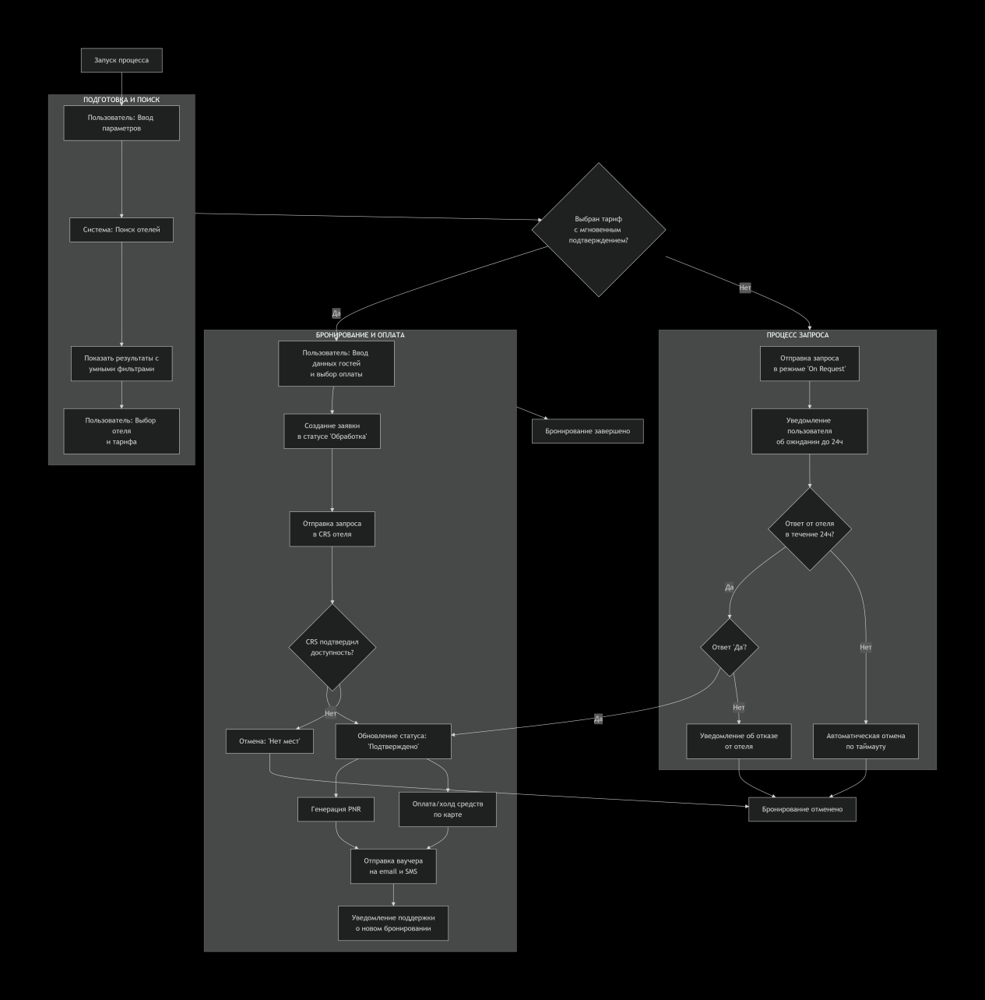 Запуск процесса
ПОДГОТОВКА И ПОИСК
Пользователь: Ввод
параметров
Система: Поиск отелей
Показать результаты с
умными фильтрами
Пользователь: Выбор
отеля
и тарифа
Выбран тариф
с мгновенным
подтверждением?
Да
Нет
БРОНИРОВАНИЕ И ОПЛАТА
Пользователь: Ввод
данных гостей
и выбор оплаты
Создание заявки
в статусе 'Обработка'
Отправка запроса
в CRS отеля
CRS подтвердил
доступность?
Нет
Отмена: 'Нет мест'
Обновление статуса:
'Подтверждено'
Генерация PNR
Оплата/холд средств
по карте
Отправка ваучера
на email и SMS
Уведомление поддержки
о новом бронировании
Бронирование завершено
ПРОЦЕСС ЗАПРОСА
Отправка запроса
в режиме 'On Request'
Уведомление
пользователя
об ожидании до 24ч
Ответ от отеля
в течение 24ч?
Да
Нет
Ответ 'Да'?
Да
Нет
Уведомление об отказе
от отеля
Автоматическая отмена
по таймауту
Бронирование отменено